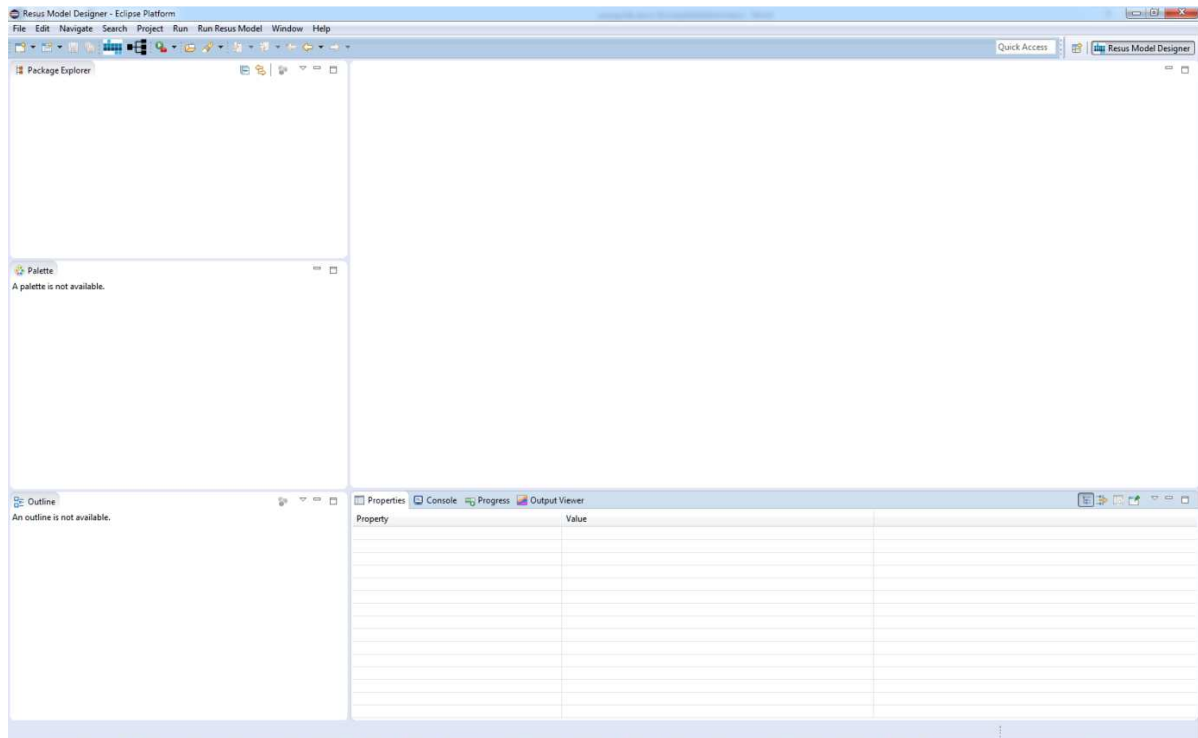 Resus Model Designer - Eclipse Platform
File Edit Navigate Search Project Run Run Resus Model Window Help
Quick Access
Resus Model Designer
Package Explorer
Palette
A palette is not available.
Outline
An outline is not available.
Properties Console Progress Output Viewer
Property Value